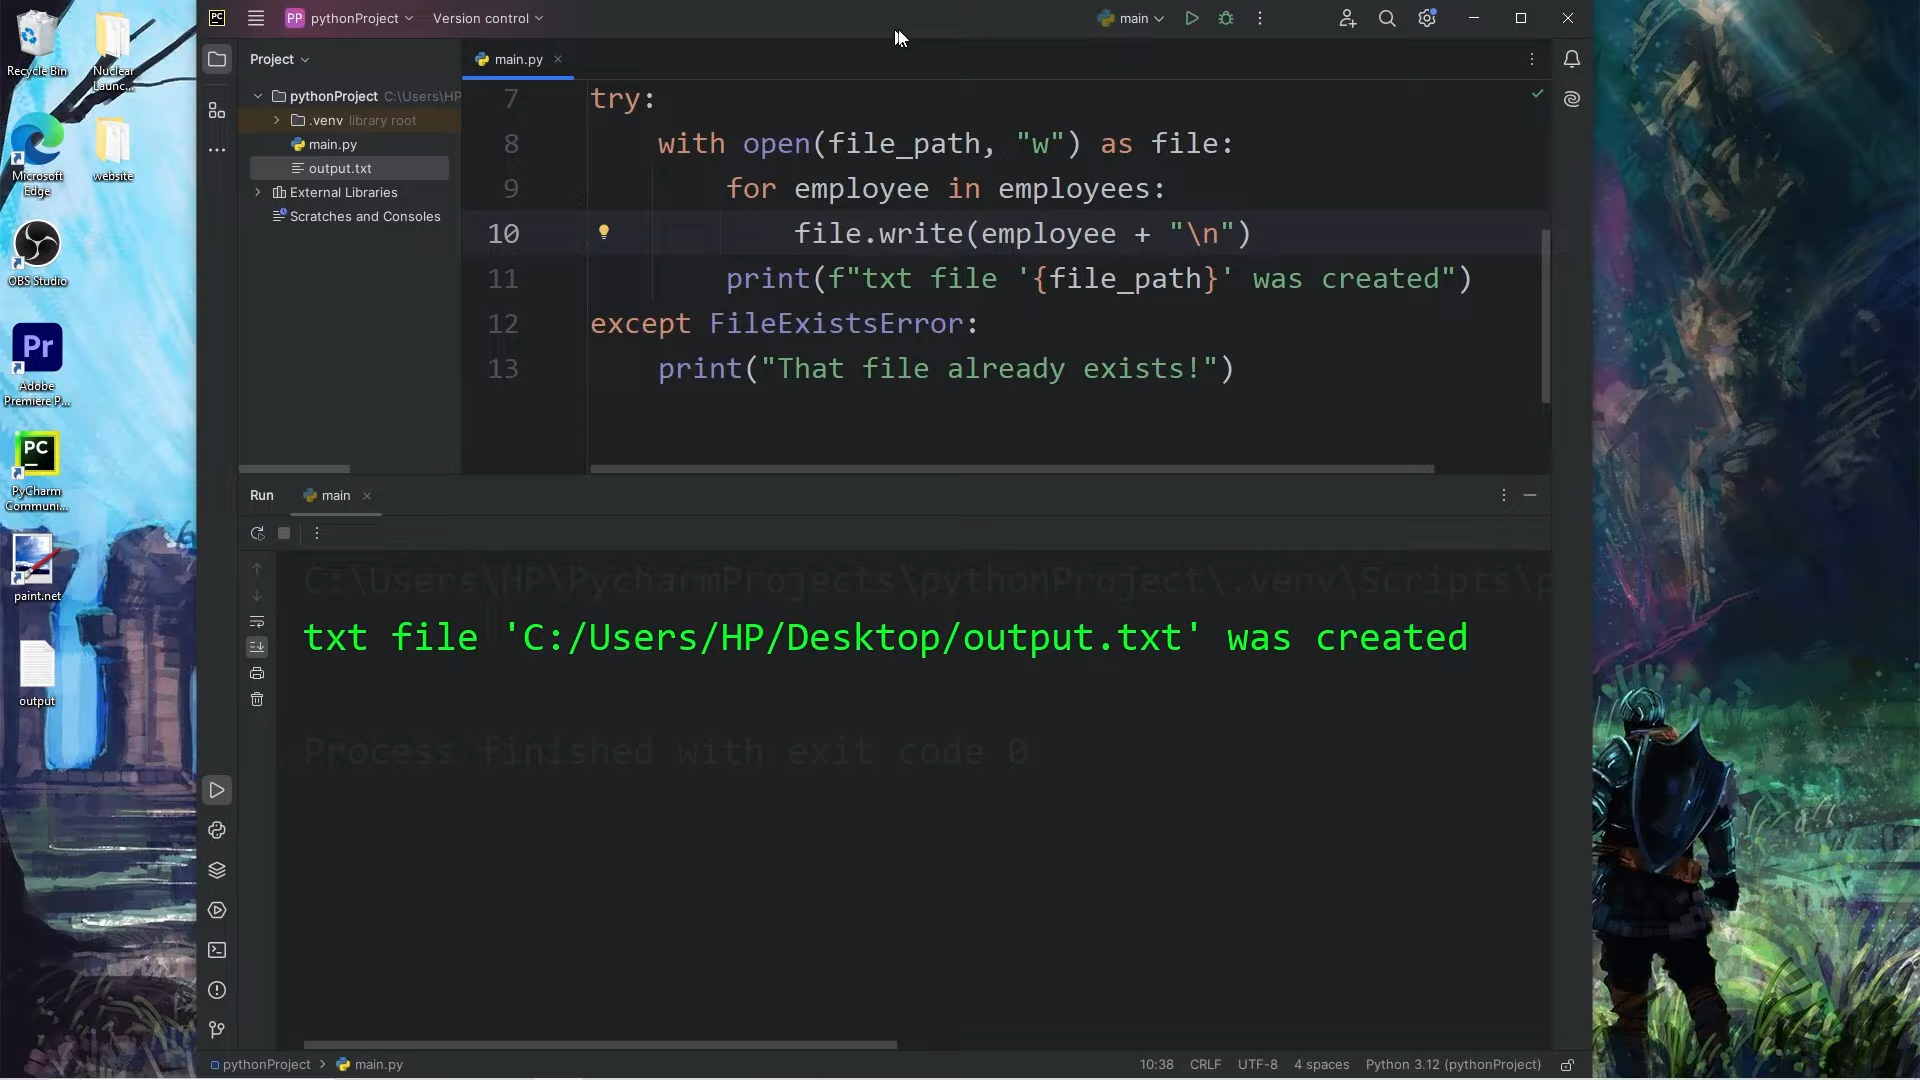 Recycle Bin
Nuclear
Launc...
Microsoft
Edge
website
OBS Studio
Adobe
Premiere P...
PyCharm
Communi...
paint.net
output
PC
PP pythonProject
Version control
main
Project
main.py
pythonProject C:\Users\HP
.venv library root
main.py
output.txt
External Libraries
Scratches and Consoles
7 try:
8 with open(file_path, "w") as file:
9 for employee in employees:
10 file.write(employee + "\n")
11 print(f"txt file '{file_path}' was created")
12 except FileExistsError:
13 print("That file already exists!")
Run main
C:\Users\HP\PycharmProjects\pythonProject\.venv\Scripts\p
txt file 'C:/Users/HP/Desktop/output.txt' was created
Process finished with exit code 0
pythonProject > main.py
10:38 CRLF UTF-8 4 spaces Python 3.12 (pythonProject)
Pr
PC